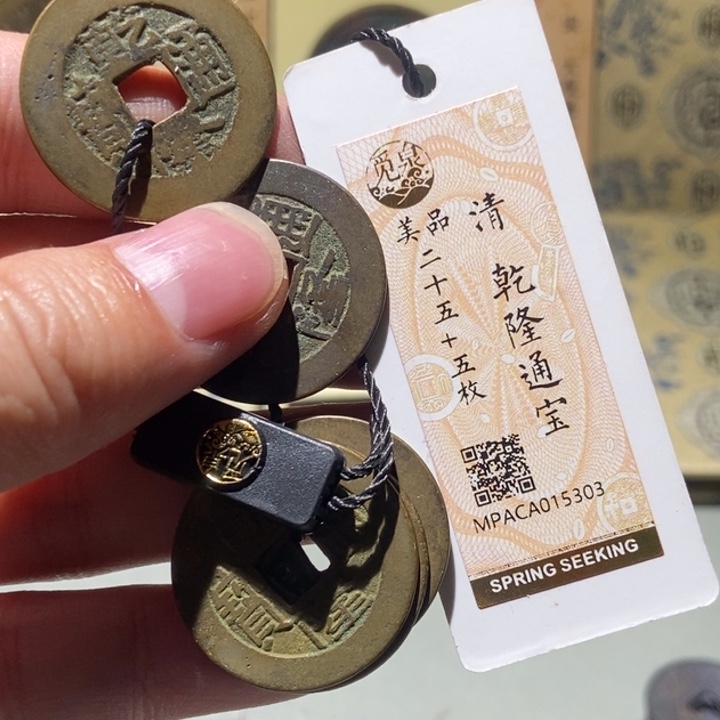 觅泉
清 乾隆通宝
美品 二十五+五枚
MPACA015303
SPRING SEEKING